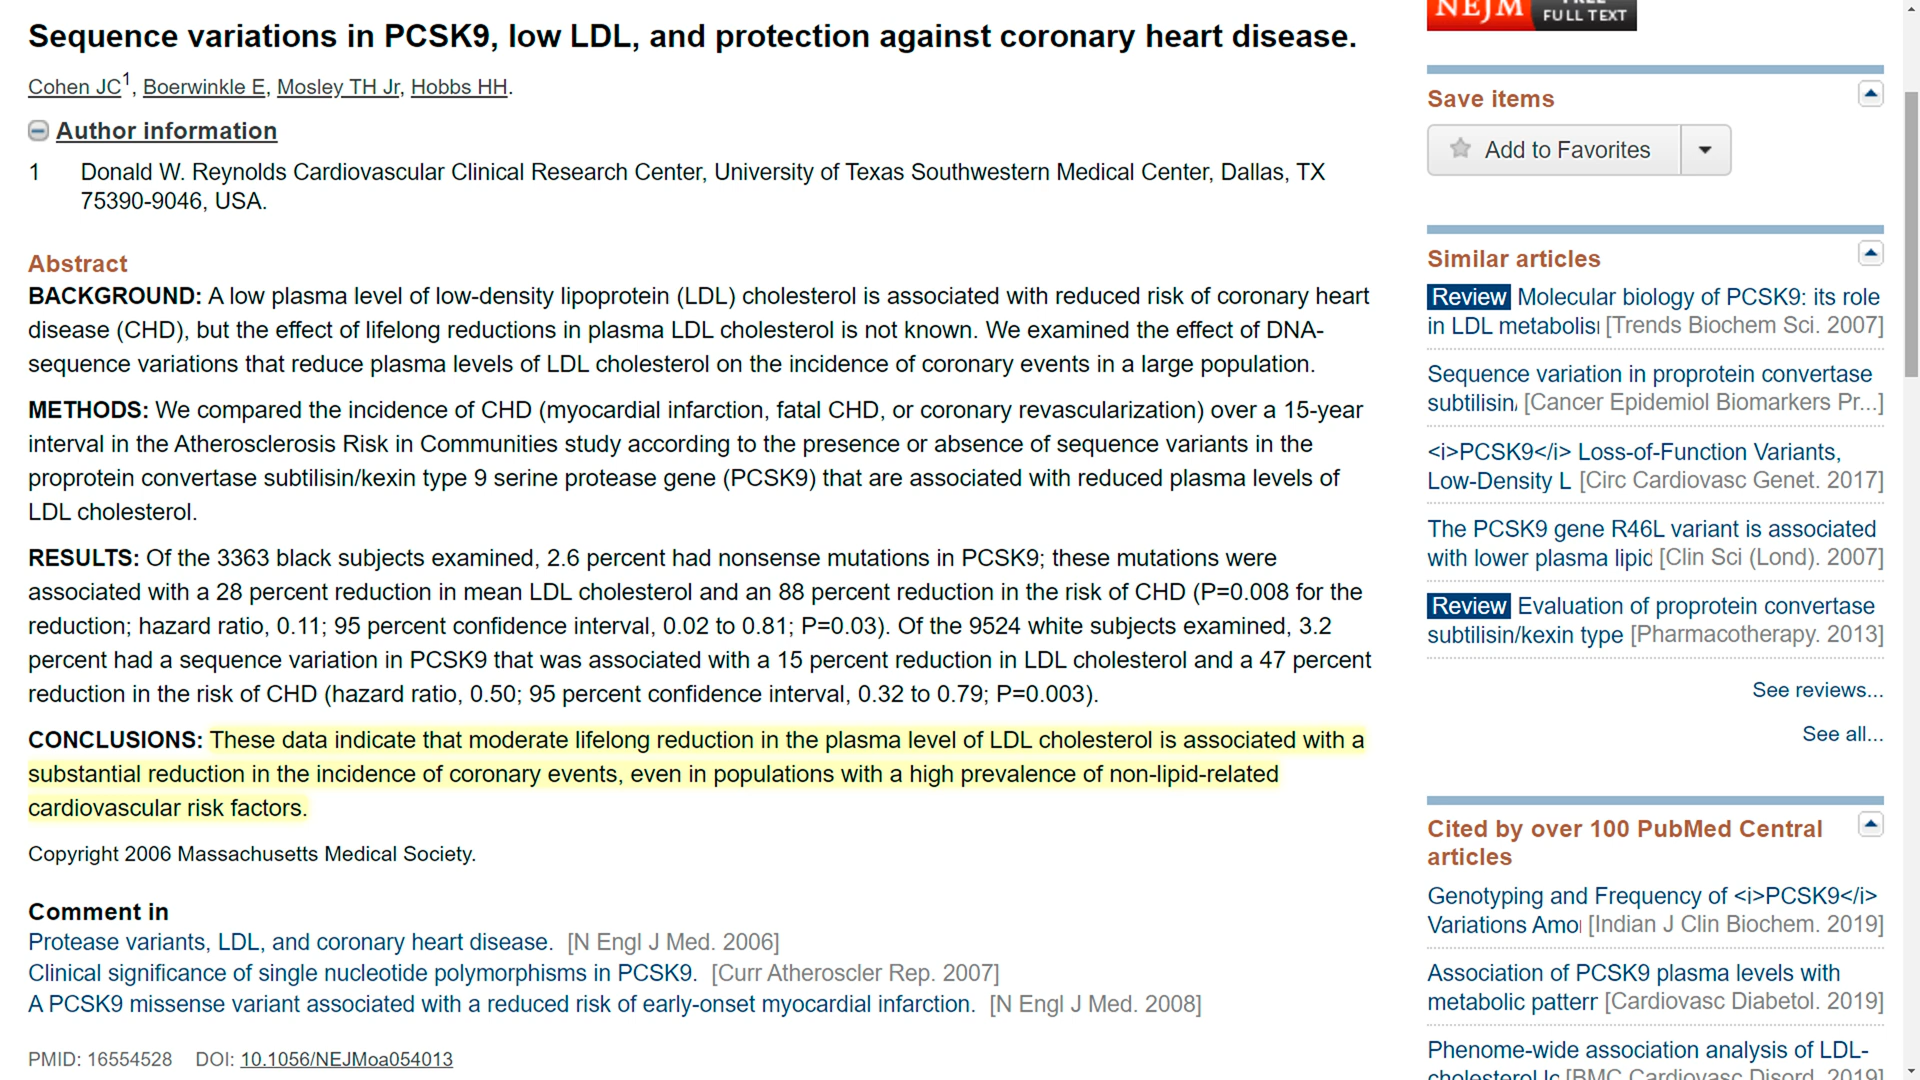 Sequence variations in PCSK9, low LDL, and protection against coronary heart disease.
Cohen JC1, Boerwinkle E, Mosley TH Jr, Hobbs HH.
Author information
1 Donald W. Reynolds Cardiovascular Clinical Research Center, University of Texas Southwestern Medical Center, Dallas, TX
75390-9046, USA.
Abstract
BACKGROUND: A low plasma level of low-density lipoprotein (LDL) cholesterol is associated with reduced risk of coronary heart
disease (CHD), but the effect of lifelong reductions in plasma LDL cholesterol is not known. We examined the effect of DNA-
sequence variations that reduce plasma levels of LDL cholesterol on the incidence of coronary events in a large population.
METHODS: We compared the incidence of CHD (myocardial infarction, fatal CHD, or coronary revascularization) over a 15-year
interval in the Atherosclerosis Risk in Communities study according to the presence or absence of sequence variants in the
proprotein convertase subtilisin/kexin type 9 serine protease gene (PCSK9) that are associated with reduced plasma levels of
LDL cholesterol.
RESULTS: Of the 3363 black subjects examined, 2.6 percent had nonsense mutations in PCSK9; these mutations were
associated with a 28 percent reduction in mean LDL cholesterol and an 88 percent reduction in the risk of CHD (P=0.008 for the
reduction; hazard ratio, 0.11; 95 percent confidence interval, 0.02 to 0.81; P=0.03). Of the 9524 white subjects examined, 3.2
percent had a sequence variation in PCSK9 that was associated with a 15 percent reduction in LDL cholesterol and a 47 percent
reduction in the risk of CHD (hazard ratio, 0.50; 95 percent confidence interval, 0.32 to 0.79; P=0.003).
CONCLUSIONS: These data indicate that moderate lifelong reduction in the plasma level of LDL cholesterol is associated with a
substantial reduction in the incidence of coronary events, even in populations with a high prevalence of non-lipid-related
cardiovascular risk factors.
Copyright 2006 Massachusetts Medical Society.
Comment in
Protease variants, LDL, and coronary heart disease. [N Engl J Med. 2006]
Clinical significance of single nucleotide polymorphisms in PCSK9. [Curr Atheroscler Rep. 2007]
A PCSK9 missense variant associated with a reduced risk of early-onset myocardial infarction. [N Engl J Med. 2008]
PMID: 16554528 DOI: 10.1056/NEJMoa054013
NEJM FREE
FULL TEXT
Save items
Add to Favorites
Similar articles
Review Molecular biology of PCSK9: its role
in LDL metabolis [Trends Biochem Sci. 2007]
Sequence variation in proprotein convertase
subtilisin/ [Cancer Epidemiol Biomarkers Pr...]
<i>PCSK9</i> Loss-of-Function Variants,
Low-Density L [Circ Cardiovasc Genet. 2017]
The PCSK9 gene R46L variant is associated
with lower plasma lipid [Clin Sci (Lond). 2007]
Review Evaluation of proprotein convertase
subtilisin/kexin type [Pharmacotherapy. 2013]
See reviews...
See all...
Cited by over 100 PubMed Central
articles
Genotyping and Frequency of <i>PCSK9</i>
Variations Amo [Indian J Clin Biochem. 2019]
Association of PCSK9 plasma levels with
metabolic patterr [Cardiovasc Diabetol. 2019]
Phenome-wide association analysis of LDL-
cholesterol lc [BMC Cardiovasc Disord. 2019]